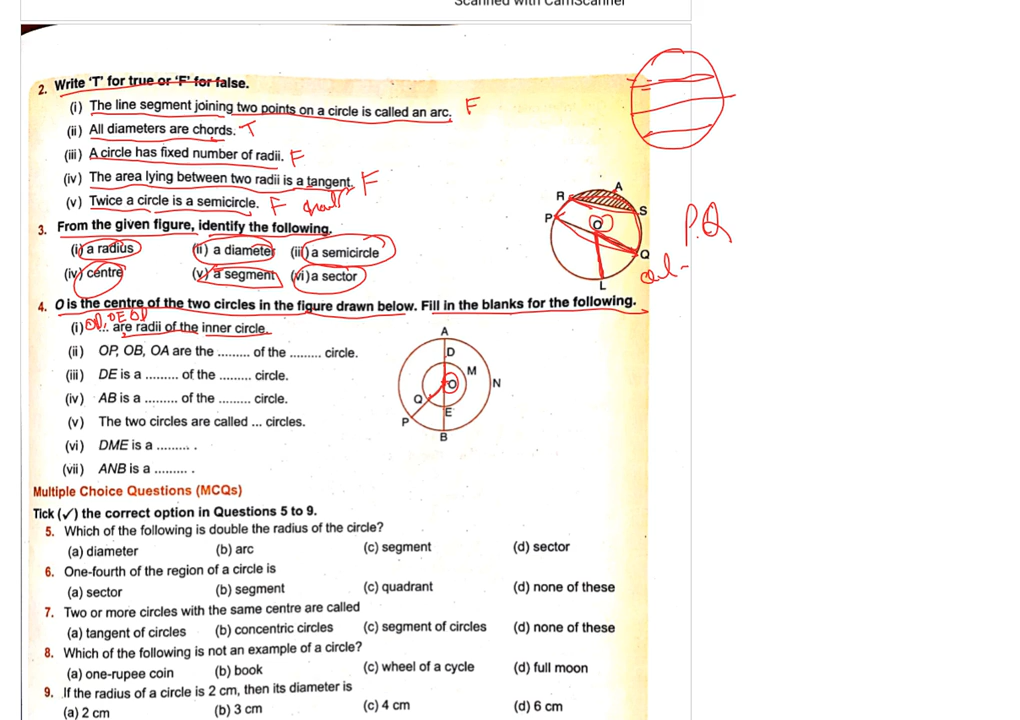 Scanned with CamScanner
2. Write 'T' for true or 'F' for false.
(i) The line segment joining two points on a circle is called an arc. F
(ii) All diameters are chords. T
(iii) A circle has fixed number of radii. F
(iv) The area lying between two radii is a tangent. F
(v) Twice a circle is a semicircle. F
3. From the given figure, identify the following.
(i) a radius (ii) a diameter (iii) a semicircle
(iv) centre (v) a segment (vi) a sector
R A S P O Q L
P.Q
4. O is the centre of the two circles in the figure drawn below. Fill in the blanks for the following.
(i) ... are radii of the inner circle.
(ii) OP, OB, OA are the ......... of the ......... circle.
(iii) DE is a ......... of the ......... circle.
(iv) AB is a ......... of the ......... circle.
(v) The two circles are called ... circles.
(vi) DME is a ......... .
(vii) ANB is a ......... .
A D M O N Q E P B
Multiple Choice Questions (MCQs)
Tick (✓) the correct option in Questions 5 to 9.
5. Which of the following is double the radius of the circle?
(a) diameter (b) arc (c) segment (d) sector
6. One-fourth of the region of a circle is
(a) sector (b) segment (c) quadrant (d) none of these
7. Two or more circles with the same centre are called
(a) tangent of circles (b) concentric circles (c) segment of circles (d) none of these
8. Which of the following is not an example of a circle?
(a) one-rupee coin (b) book (c) wheel of a cycle (d) full moon
9. If the radius of a circle is 2 cm, then its diameter is
(a) 2 cm (b) 3 cm (c) 4 cm (d) 6 cm